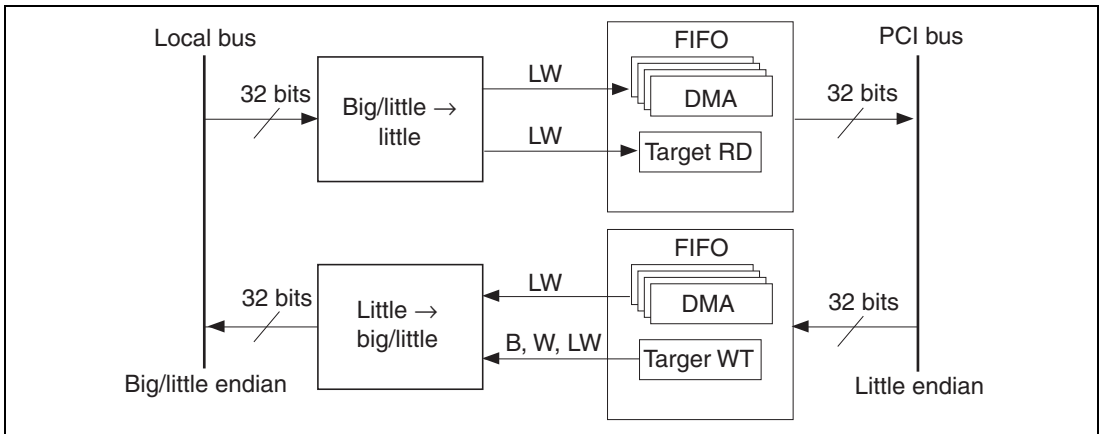 Local bus
FIFO
PCI bus
32 bits
Big/little →
little
LW
DMA
32 bits
LW
Target RD
FIFO
32 bits
Little →
big/little
LW
DMA
32 bits
B, W, LW
Targer WT
Big/little endian
Little endian